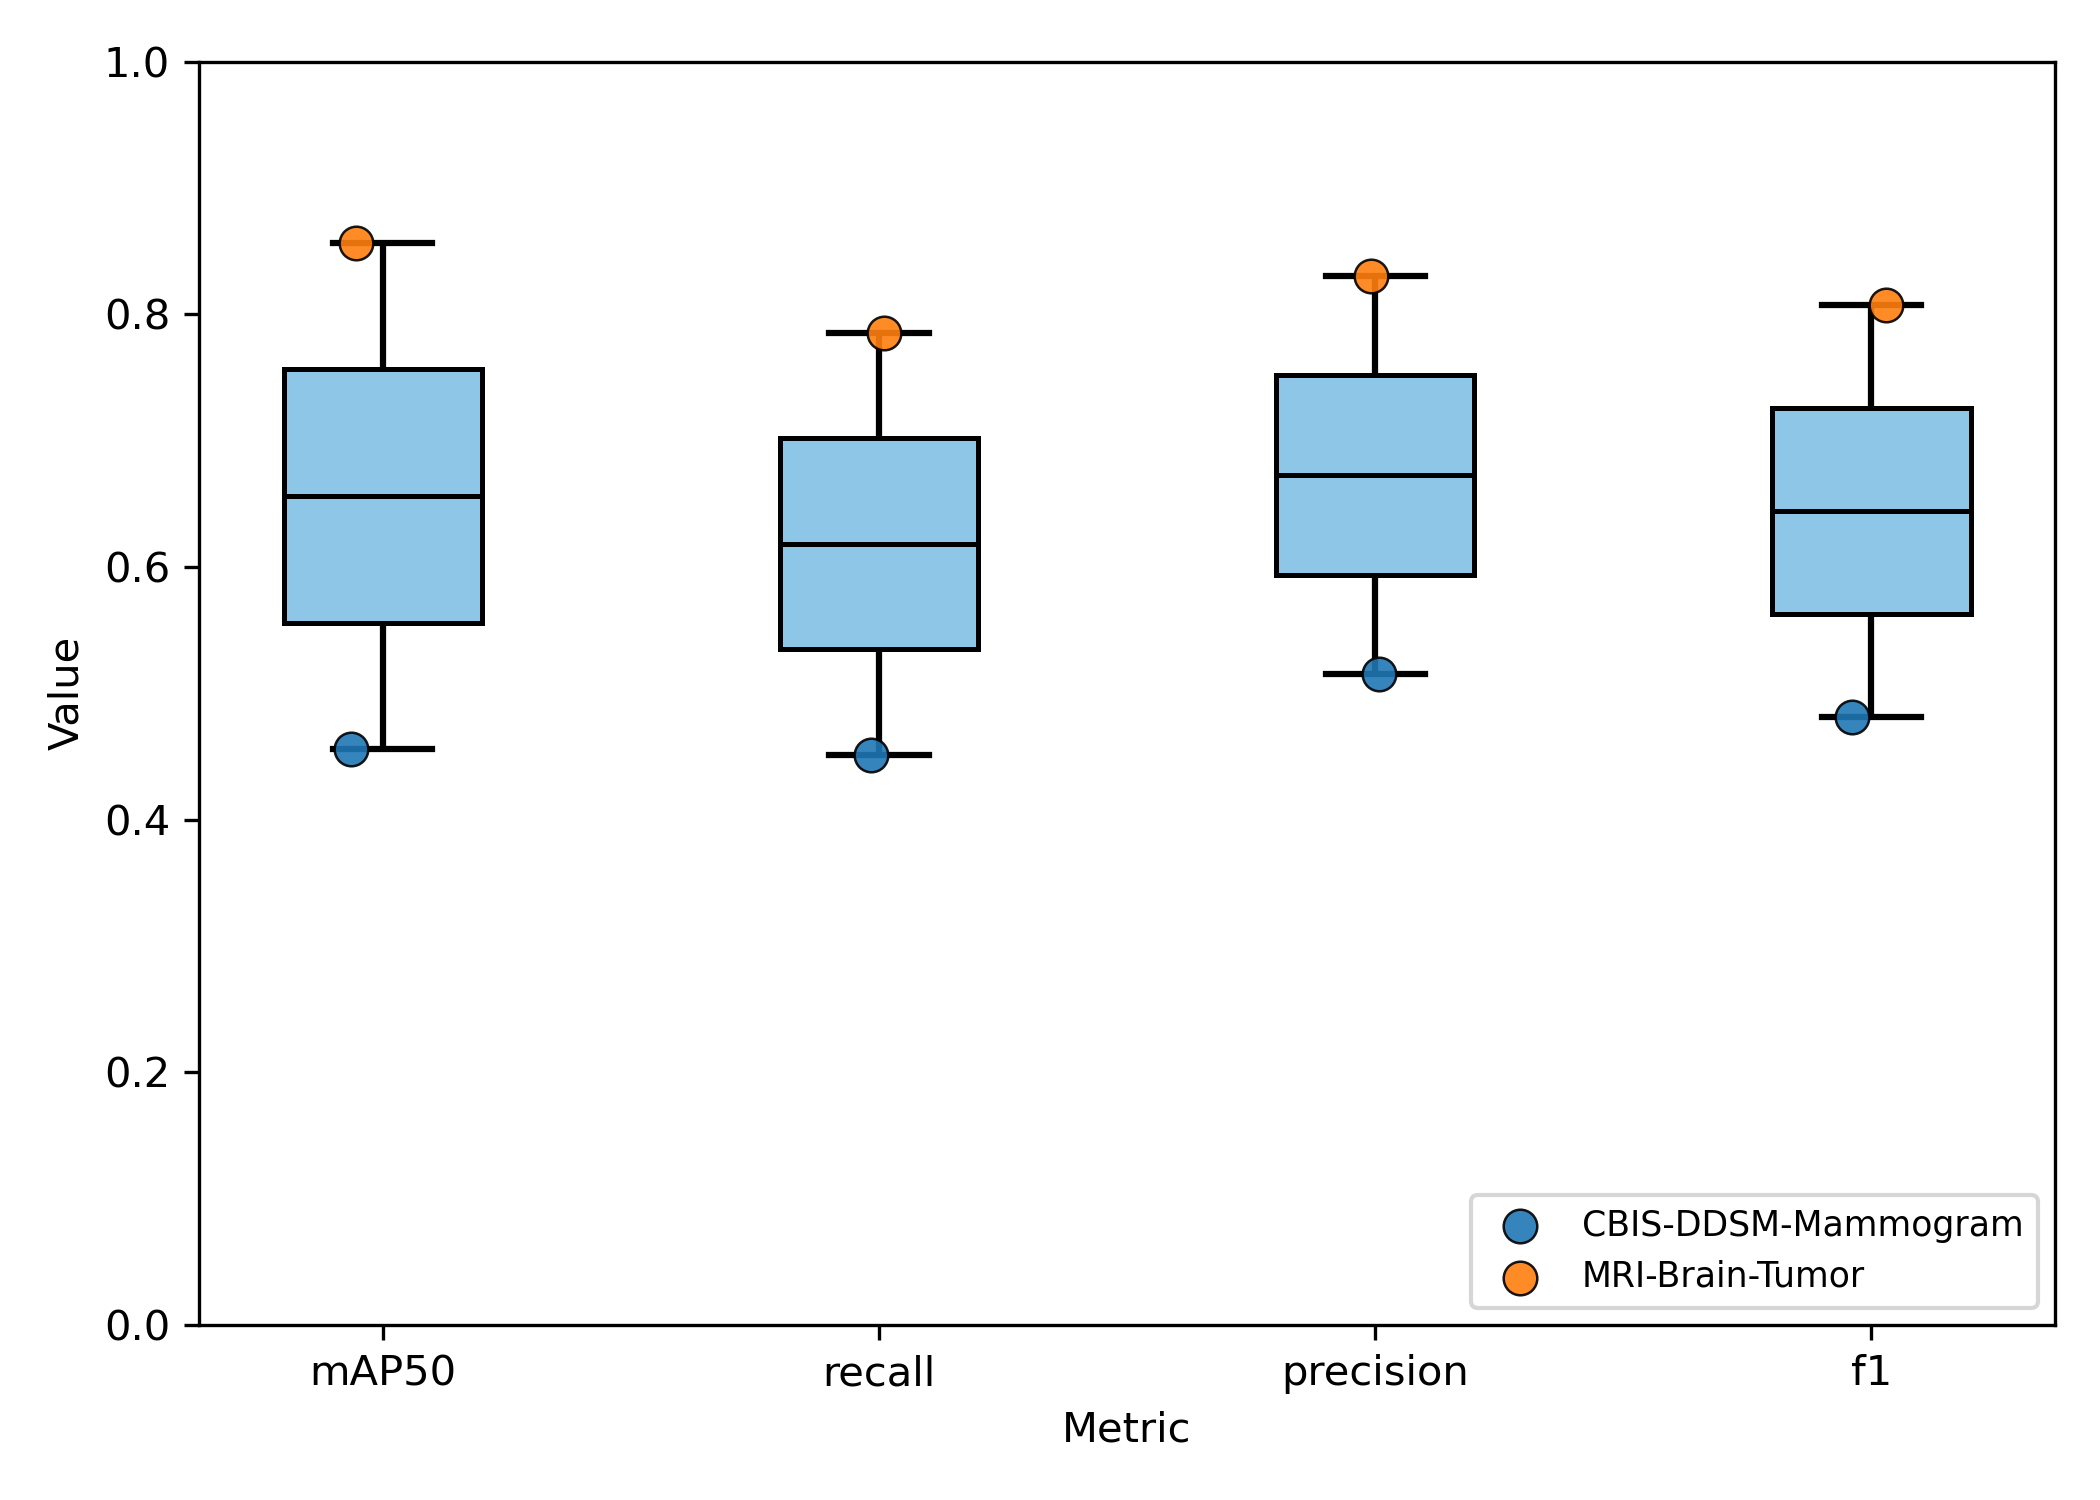 1.0
0.8
0.6
0.4
0.2
0.0
Value
mAP50
recall
precision
f1
Metric
CBIS-DDSM-Mammogram
MRI-Brain-Tumor